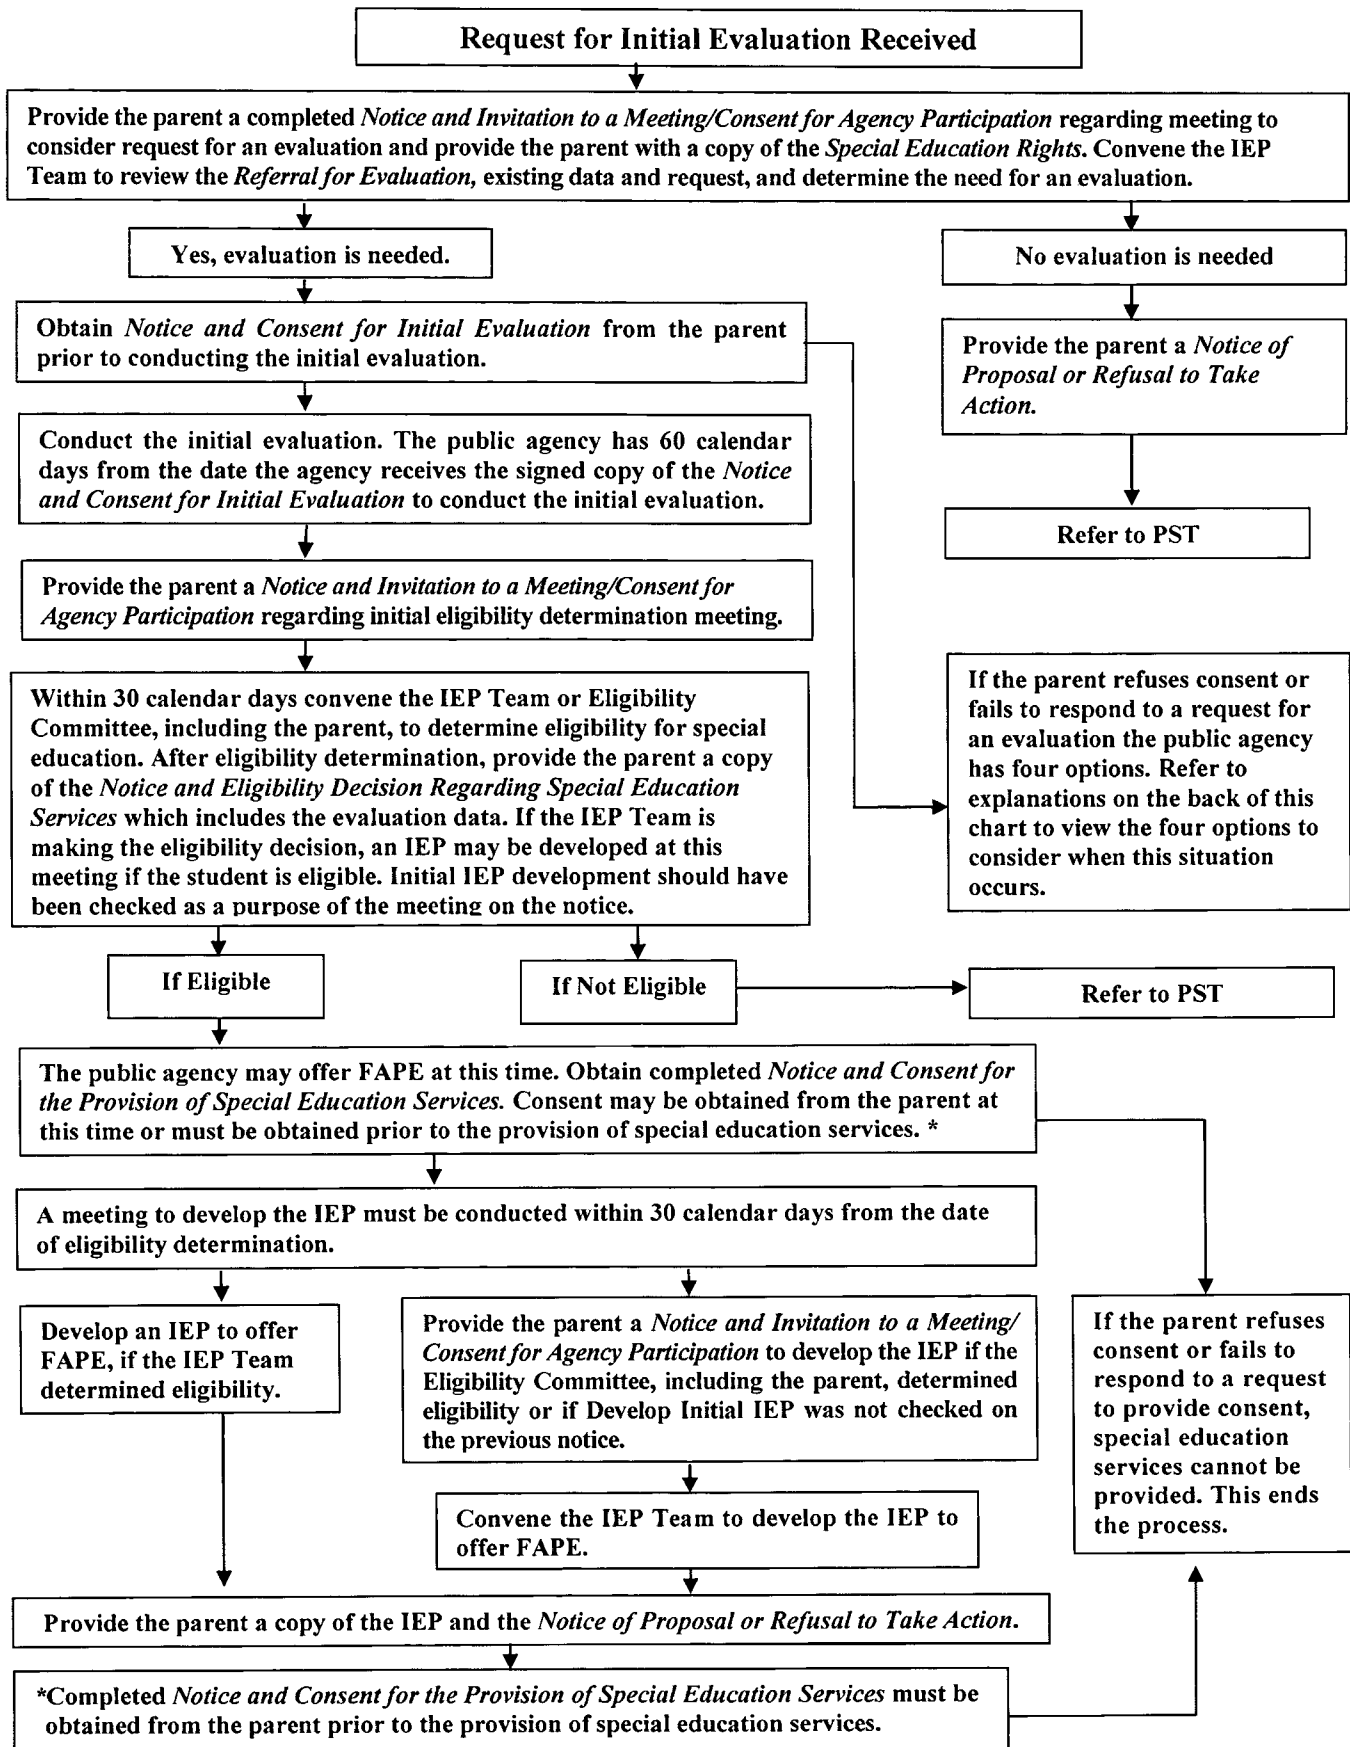 Request for Initial Evaluation Received
Provide the parent a completed Notice and Invitation to a Meeting/Consent for Agency Participation regarding meeting to
consider request for an evaluation and provide the parent with a copy of the Special Education Rights. Convene the IEP
Team to review the Referral for Evaluation, existing data and request, and determine the need for an evaluation.
Yes, evaluation is needed.
No evaluation is needed
Obtain Notice and Consent for Initial Evaluation from the parent
prior to conducting the initial evaluation.
Provide the parent a Notice of
Proposal or Refusal to Take
Action.
Conduct the initial evaluation. The public agency has 60 calendar
days from the date the agency receives the signed copy of the Notice
and Consent for Initial Evaluation to conduct the initial evaluation.
Refer to PST
Provide the parent a Notice and Invitation to a Meeting/Consent for
Agency Participation regarding initial eligibility determination meeting.
Within 30 calendar days convene the IEP Team or Eligibility
Committee, including the parent, to determine eligibility for special
education. After eligibility determination, provide the parent a copy
of the Notice and Eligibility Decision Regarding Special Education
Services which includes the evaluation data. If the IEP Team is
making the eligibility decision, an IEP may be developed at this
meeting if the student is eligible. Initial IEP development should have
been checked as a purpose of the meeting on the notice.
If the parent refuses consent or
fails to respond to a request for
an evaluation the public agency
has four options. Refer to
explanations on the back of this
chart to view the four options to
consider when this situation
occurs.
If Eligible
If Not Eligible
Refer to PST
The public agency may offer FAPE at this time. Obtain completed Notice and Consent for
the Provision of Special Education Services. Consent may be obtained from the parent at
this time or must be obtained prior to the provision of special education services. *
A meeting to develop the IEP must be conducted within 30 calendar days from the date
of eligibility determination.
Develop an IEP to offer
FAPE, if the IEP Team
determined eligibility.
Provide the parent a Notice and Invitation to a Meeting/
Consent for Agency Participation to develop the IEP if the
Eligibility Committee, including the parent, determined
eligibility or if Develop Initial IEP was not checked on
the previous notice.
If the parent refuses
consent or fails to
respond to a request
to provide consent,
special education
services cannot be
provided. This ends
the process.
Convene the IEP Team to develop the IEP to
offer FAPE.
Provide the parent a copy of the IEP and the Notice of Proposal or Refusal to Take Action.
*Completed Notice and Consent for the Provision of Special Education Services must be
obtained from the parent prior to the provision of special education services.